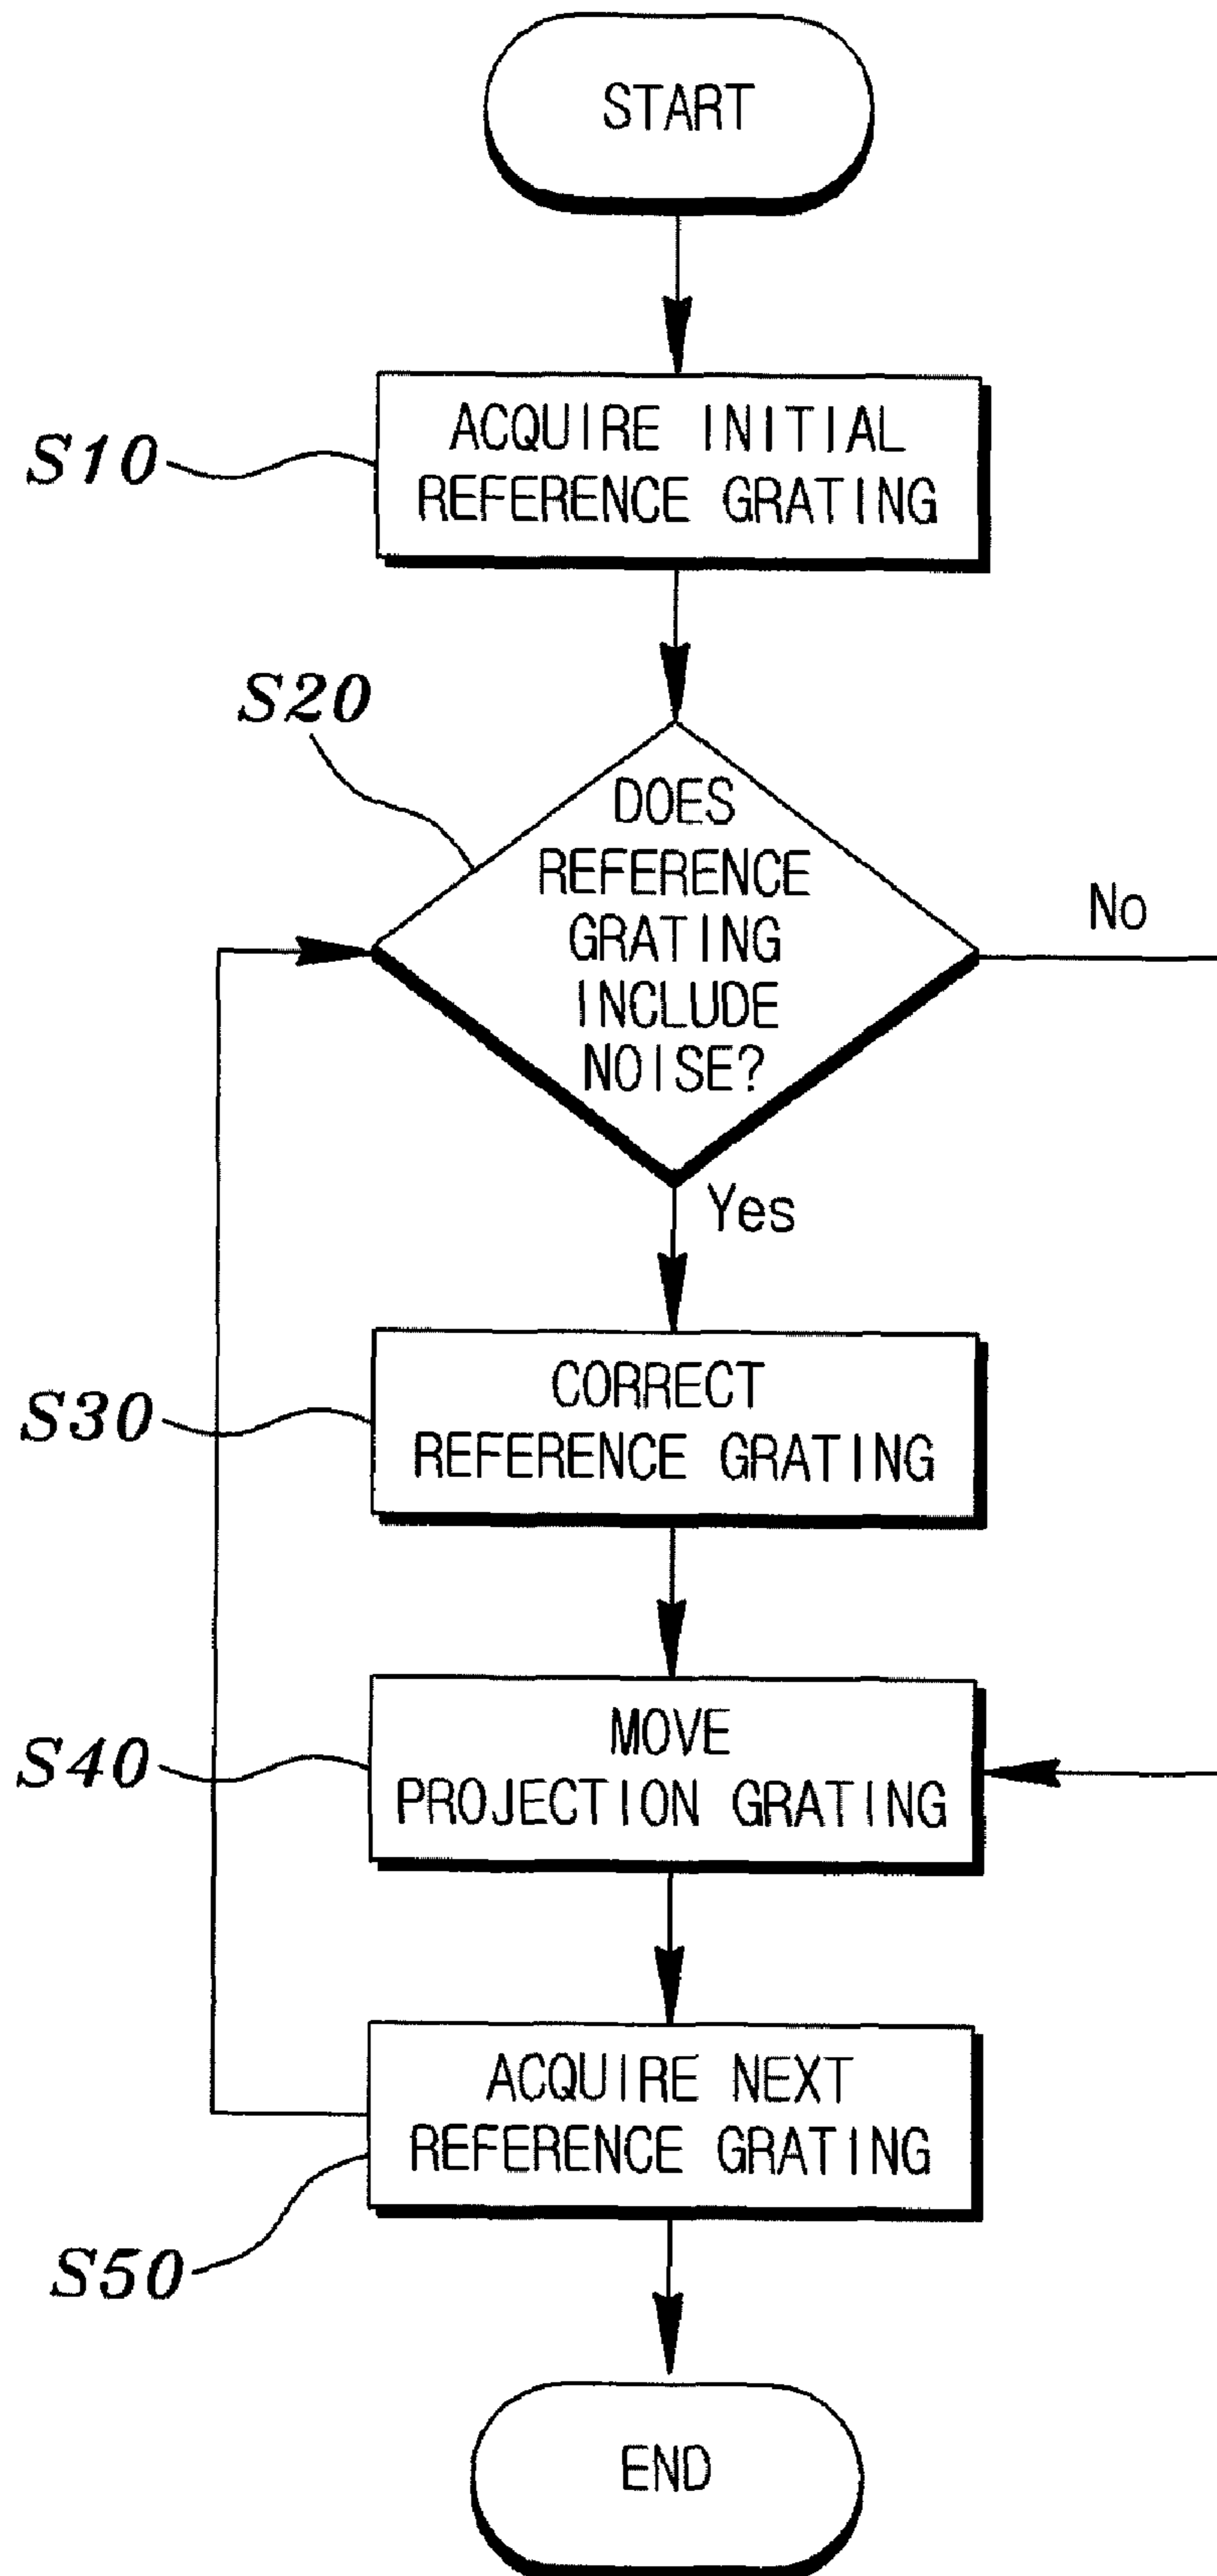 START
S10
ACQUIRE INITIAL
REFERENCE GRATING
S20
DOES
REFERENCE
GRATING
INCLUDE
NOISE?
No
Yes
S30
CORRECT
REFERENCE GRATING
S40
MOVE
PROJECTION GRATING
ACQUIRE NEXT
REFERENCE GRATING
S50
END